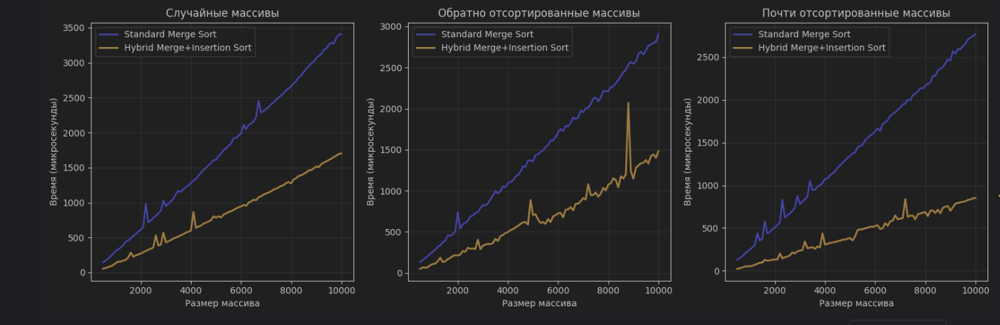 Случайные массивы
Standard Merge Sort
Hybrid Merge+Insertion Sort
3500
3000
2500
2000
1500
1000
500
0
Время (микросекунды)
2000 4000 6000 8000 10000
Размер массива
Обратно отсортированные массивы
Standard Merge Sort
Hybrid Merge+Insertion Sort
3000
2500
2000
1500
1000
500
0
Время (микросекунды)
2000 4000 6000 8000 10000
Размер массива
Почти отсортированные массивы
Standard Merge Sort
Hybrid Merge+Insertion Sort
2500
2000
1500
1000
500
0
Время (микросекунды)
2000 4000 6000 8000 10000
Размер массива